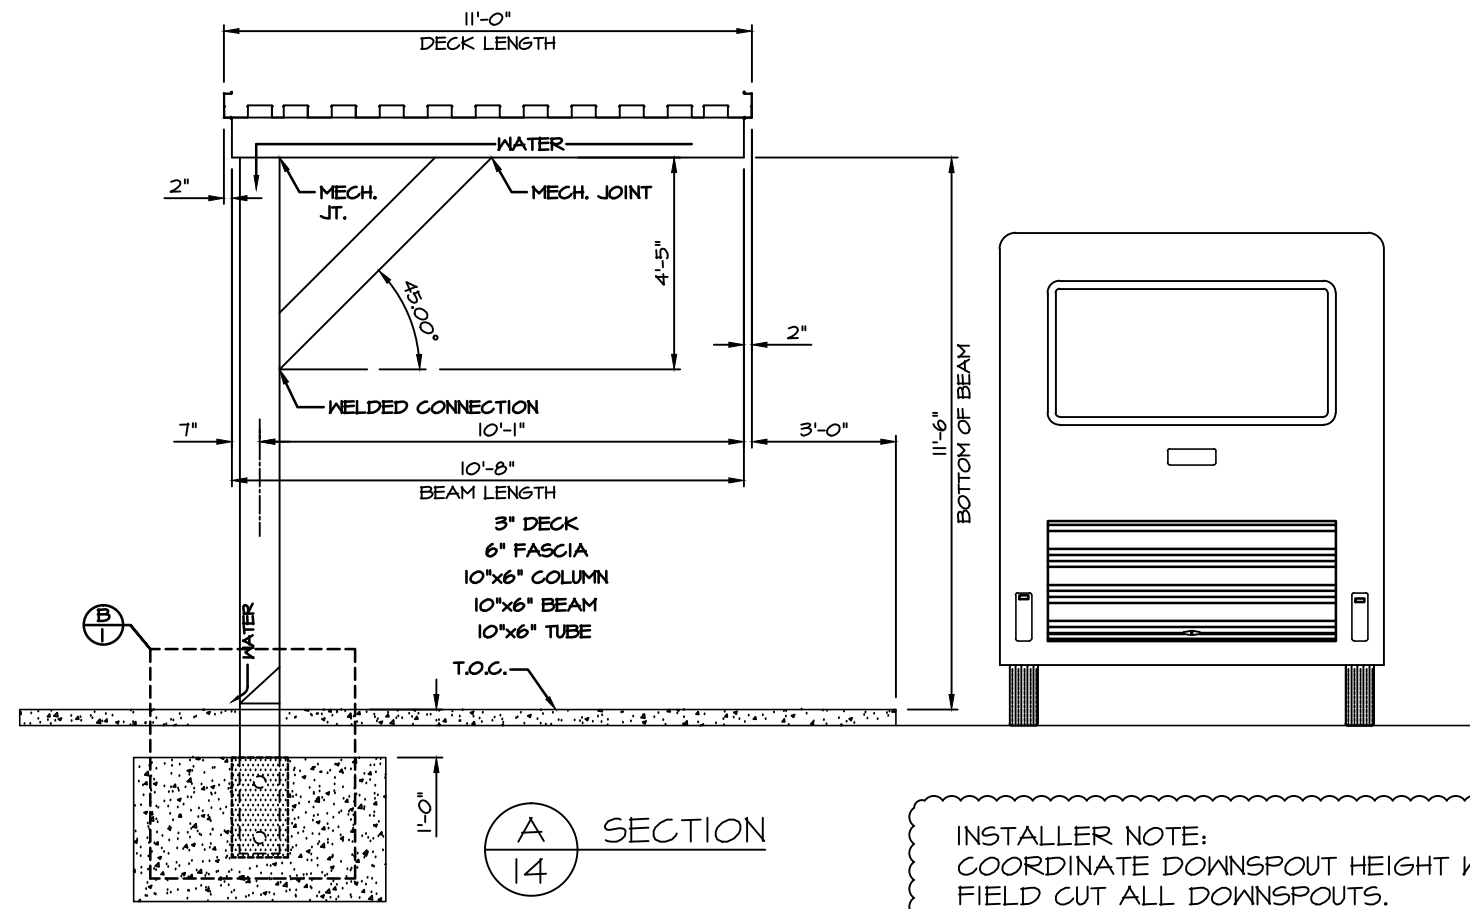 11'-0"
DECK LENGTH
WATER
2"
MECH.
JT.
MECH. JOINT
4'-5"
45.00°
2"
WELDED CONNECTION
7"
10'-1"
3'-0"
11'-6"
BOTTOM OF BEAM
10'-8"
BEAM LENGTH
3" DECK
6" FASCIA
10"x6" COLUMN
10"x6" BEAM
10"x6" TUBE
B
1
WATER
T.O.C.
1'-0"
A
14
SECTION
INSTALLER NOTE:
COORDINATE DOWNSPOUT HEIGHT
FIELD CUT ALL DOWNSPOUTS.